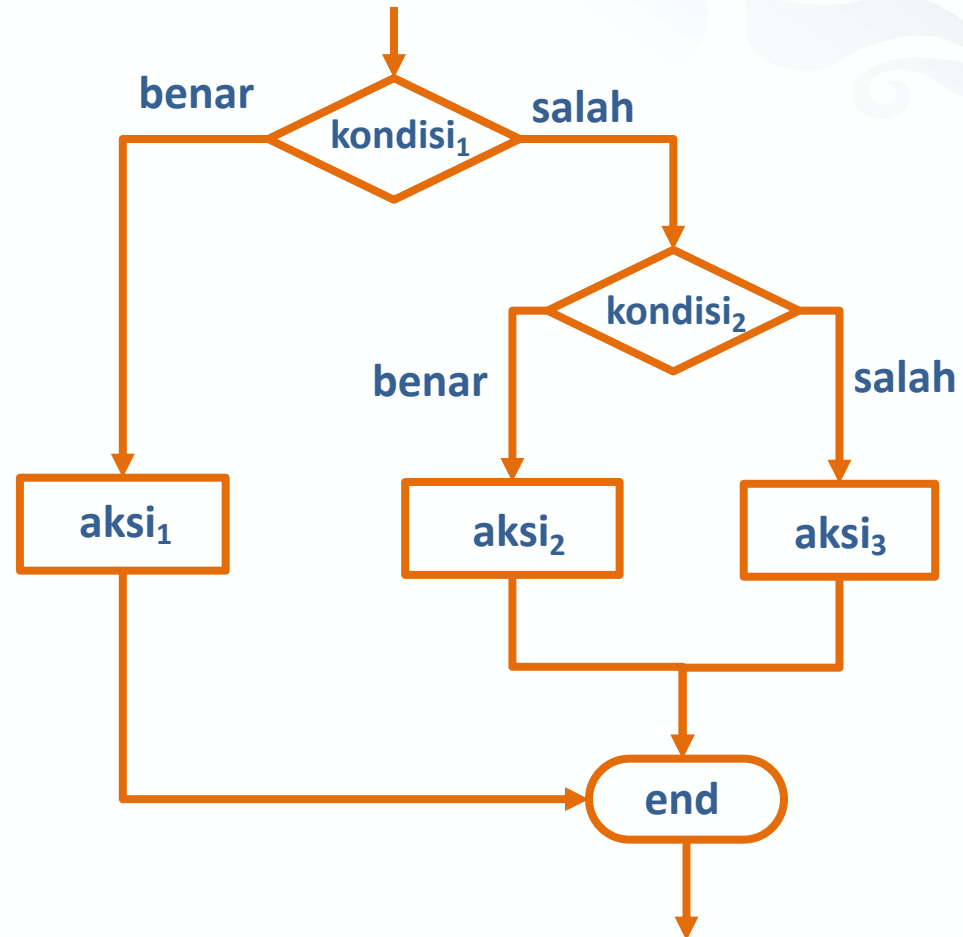 benar
salah
kondisi₁
kondisi₂
benar
salah
aksi₁
aksi₂
aksi₃
end